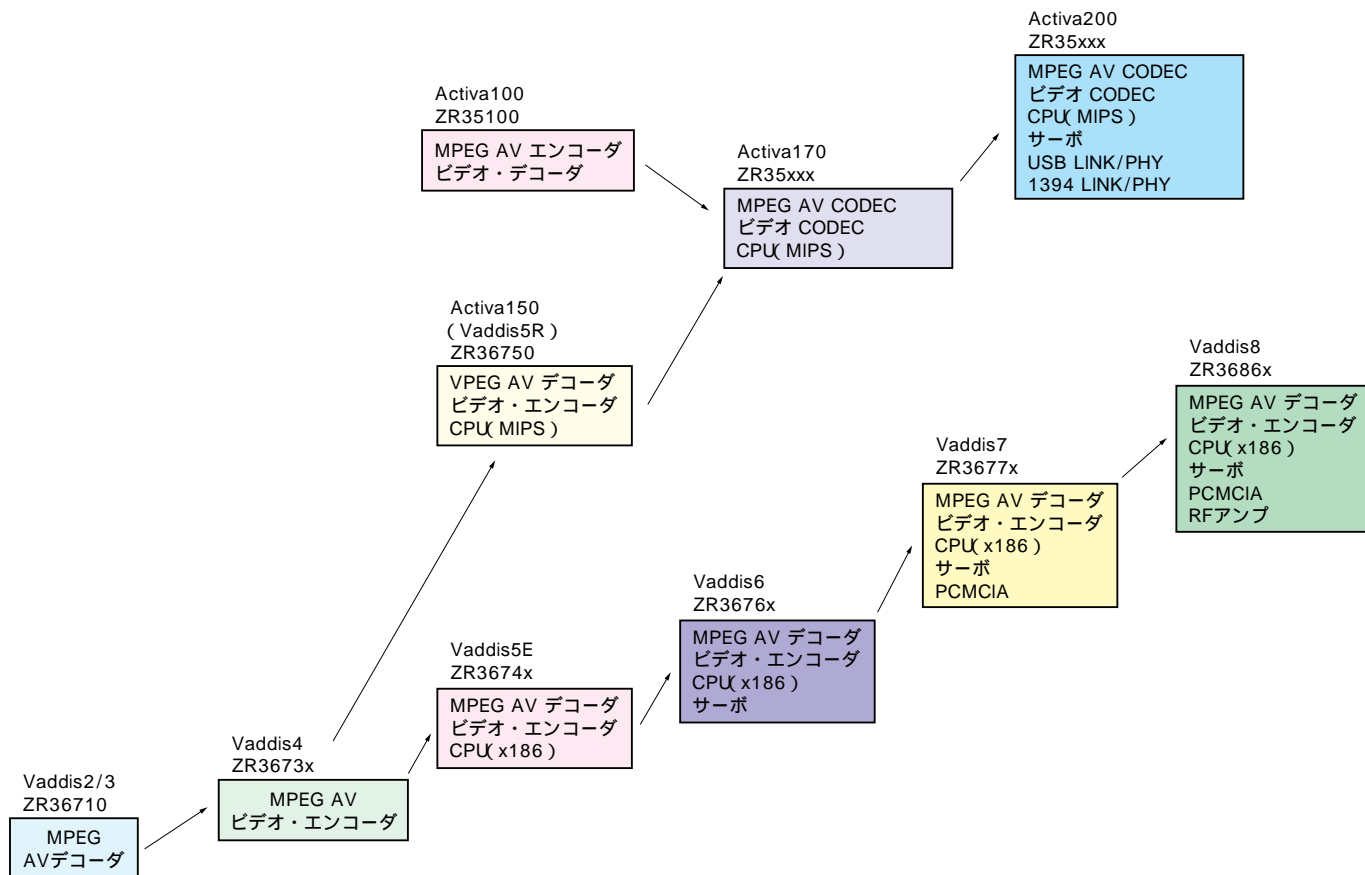 Activa200
ZR35xxx
MPEG AV CODEC
ビデオ CODEC
CPU( MIPS )
サーボ
USB LINK/PHY
1394 LINK/PHY
Activa100
ZR35100
MPEG AV エンコーダ
ビデオ・デコーダ
Activa170
ZR35xxx
MPEG AV CODEC
ビデオ CODEC
CPU( MIPS )
Activa150
( Vaddis5R )
ZR36750
VPEG AV デコーダ
ビデオ・エンコーダ
CPU( MIPS )
Vaddis8
ZR3686x
MPEG AV デコーダ
ビデオ・エンコーダ
CPU( x186 )
サーボ
PCMCIA
RFアンプ
Vaddis7
ZR3677x
MPEG AV デコーダ
ビデオ・エンコーダ
CPU( x186 )
サーボ
PCMCIA
Vaddis6
ZR3676x
MPEG AV デコーダ
ビデオ・エンコーダ
CPU( x186 )
サーボ
Vaddis5E
ZR3674x
MPEG AV デコーダ
ビデオ・エンコーダ
CPU( x186 )
Vaddis4
ZR3673x
MPEG AV
ビデオ・エンコーダ
Vaddis2/3
ZR36710
MPEG
AVデコーダ